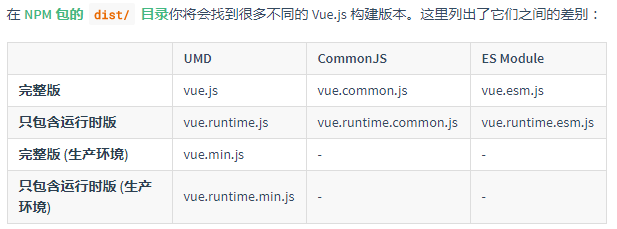 在 NPM 包的 dist/ 目录你将会找到很多不同的 Vue.js 构建版本。这里列出了它们之间的差别：
UMD CommonJS ES Module
完整版 vue.js vue.common.js vue.esm.js
只包含运行时版 vue.runtime.js vue.runtime.common.js vue.runtime.esm.js
完整版 (生产环境) vue.min.js - -
只包含运行时版 (生产
环境) vue.runtime.min.js - -